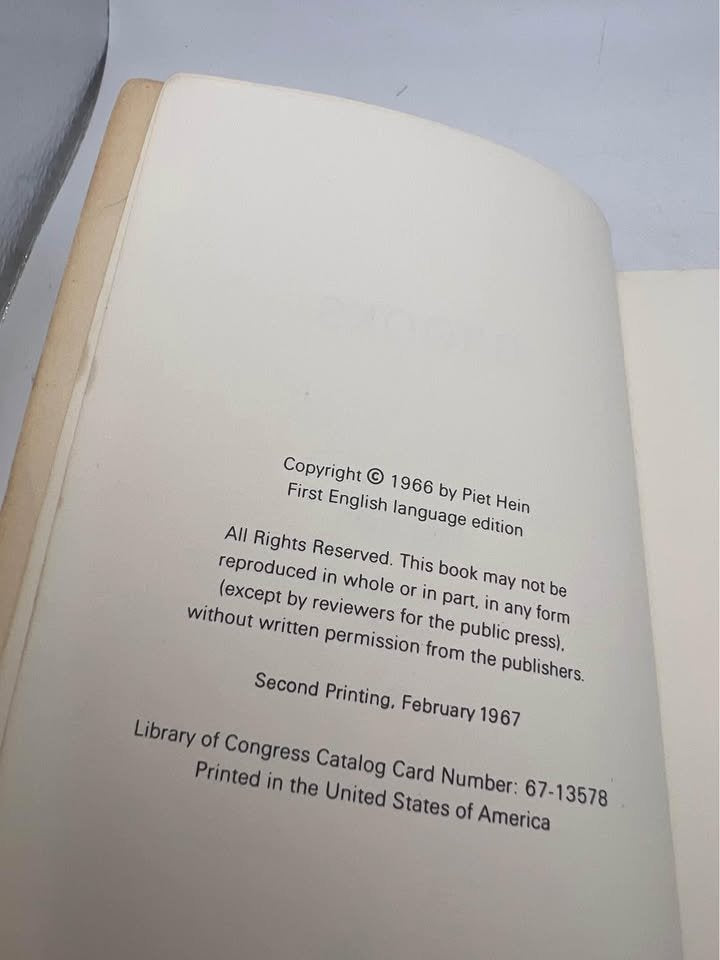 Copyright © 1966 by Piet Hein
First English language edition
All Rights Reserved. This book may not be
reproduced in whole or in part, in any form
(except by reviewers for the public press),
without written permission from the publishers.
Second Printing, February 1967
Library of Congress Catalog Card Number: 67-13578
Printed in the United States of America